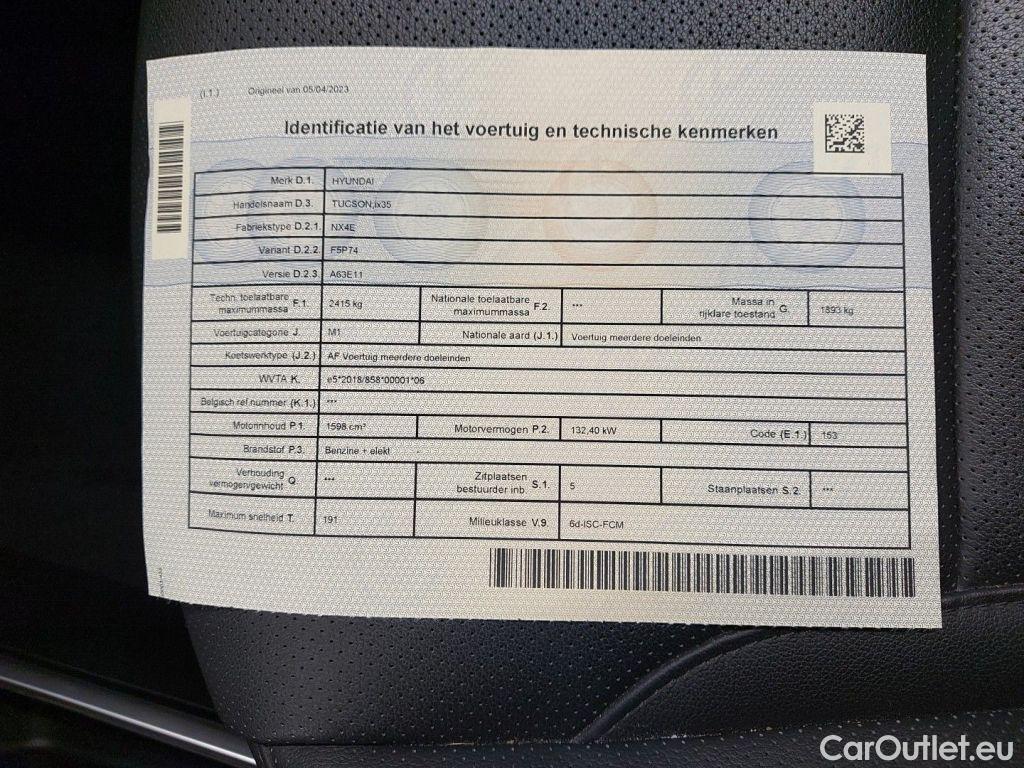 (I.1.) Origineel van 05/04/2023
Identificatie van het voertuig en technische kenmerken
Merk D.1. HYUNDAI
Handelsnaam D.3. TUCSON,ix35
Fabriekstype D.2.1. NX4E
Variant D.2.2. F5P74
Versie D.2.3. A63E11
Techn. toelaatbare maximummassa F.1. 2415 kg Nationale toelaatbare maximummassa F.2. *** Massa in rijklare toestand G. 1893 kg
Voertuigcategorie J. M1 Nationale aard (J.1.) Voertuig meerdere doeleinden
Koetswerktype (J.2.) AF Voertuig meerdere doeleinden
WVTA K. e5*2018/858*00001*06
Belgisch ref.nummer (K.1.) ***
Motorinhoud P.1. 1598 cm³ Motorvermogen P.2. 132,40 kW Code (E.1.) 153
Brandstof P.3. Benzine + elekt
Verhouding vermogen/gewicht Q. *** Zitplaatsen bestuurder inb. S.1. 5 Staanplaatsen S.2. ***
Maximum snelheid T. 191 Milieuklasse V.9. 6d-ISC-FCM
CarOutlet.eu